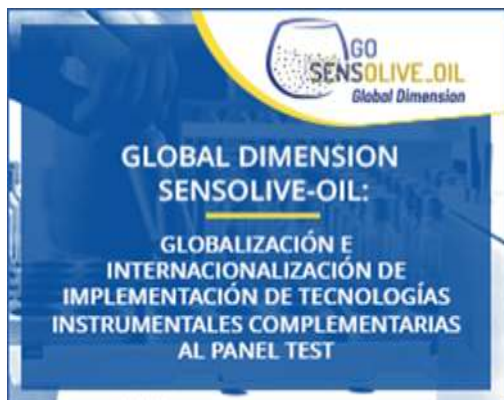 GO
SENSOLIVE_OIL
Global Dimension
GLOBAL DIMENSION
SENSOLIVE-OIL:
GLOBALIZACIÓN E
INTERNACIONALIZACIÓN DE
IMPLEMENTACIÓN DE TECNOLOGÍAS
INSTRUMENTALES COMPLEMENTARIAS
AL PANEL TEST